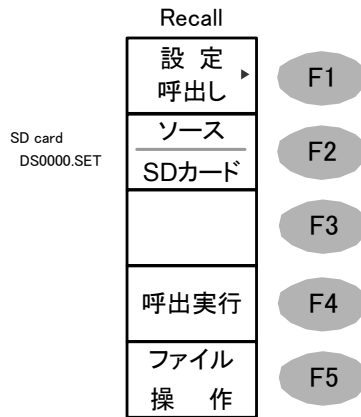 Recall
設 定
呼出し
F1
SD card
DS0000.SET
ソース
SDカード
F2
F3
呼出実行
F4
ファイル
操 作
F5